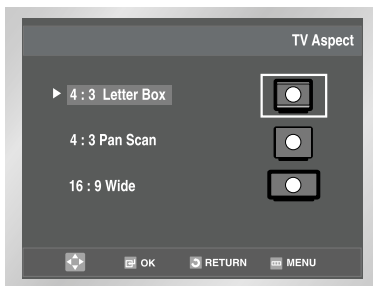 TV Aspect
4 : 3 Letter Box
4 : 3 Pan Scan
16 : 9 Wide
OK RETURN MENU